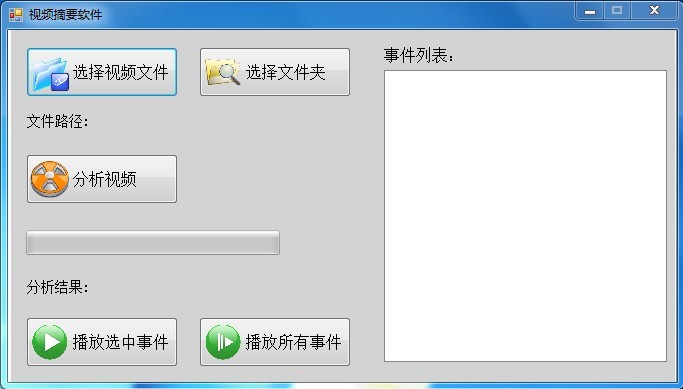 视频摘要软件
选择视频文件
选择文件夹
事件列表：
文件路径：
分析视频
分析结果：
播放选中事件
播放所有事件